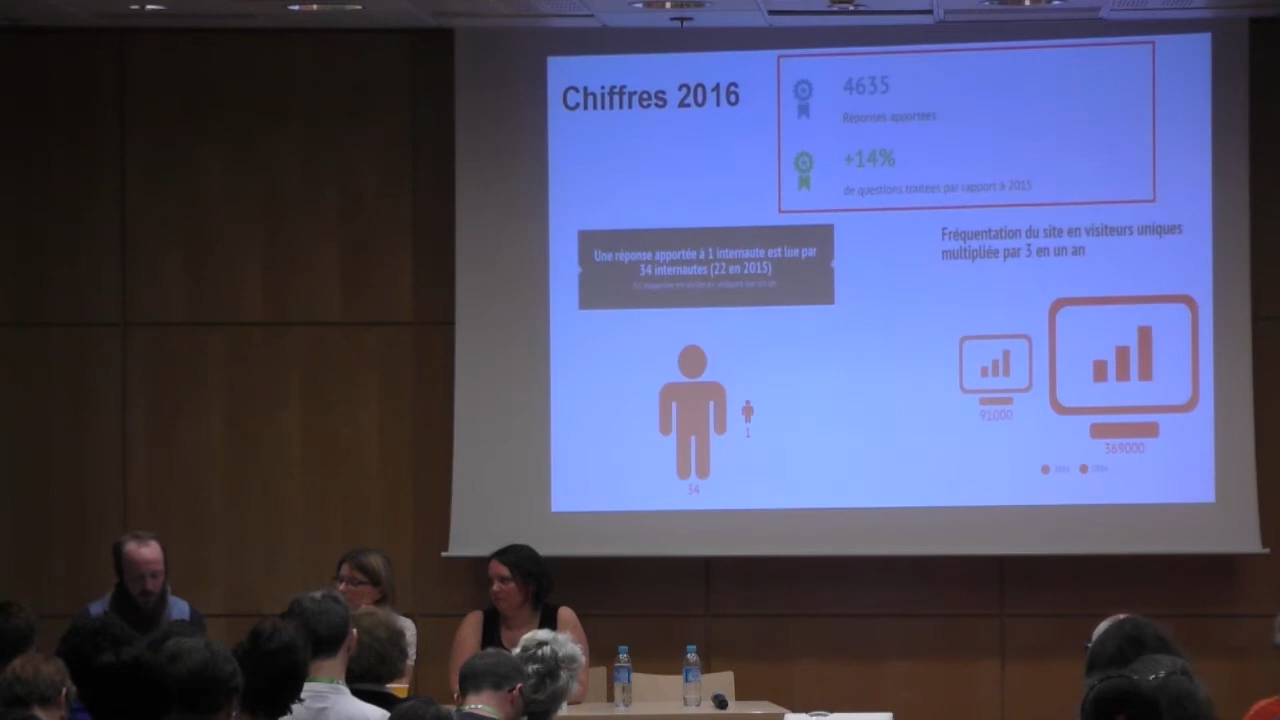 Chiffres 2016
4635
Réponses apportées
+14%
de questions traitées par rapport à 2015
Une réponse apportée à 1 internaute est lue par
34 internautes (22 en 2015)
Fréquentation du site en visiteurs uniques
multipliée par 3 en un an
34
1
91000
369000